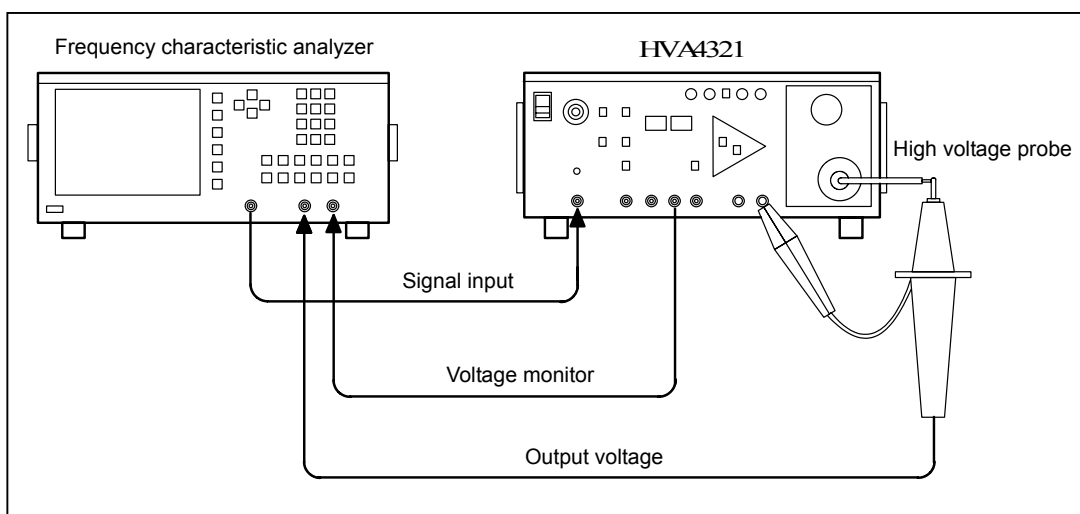 Frequency characteristic analyzer
HVA4321
High voltage probe
Signal input
Voltage monitor
Output voltage